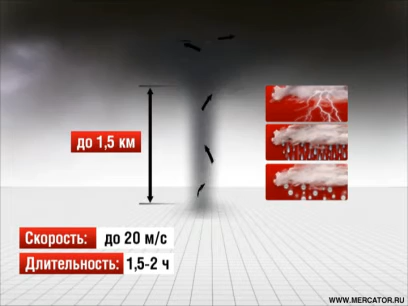 до 1,5 км
Скорость: до 20 м/с
Длительность: 1,5-2 ч
WWW.MERCATOR.RU